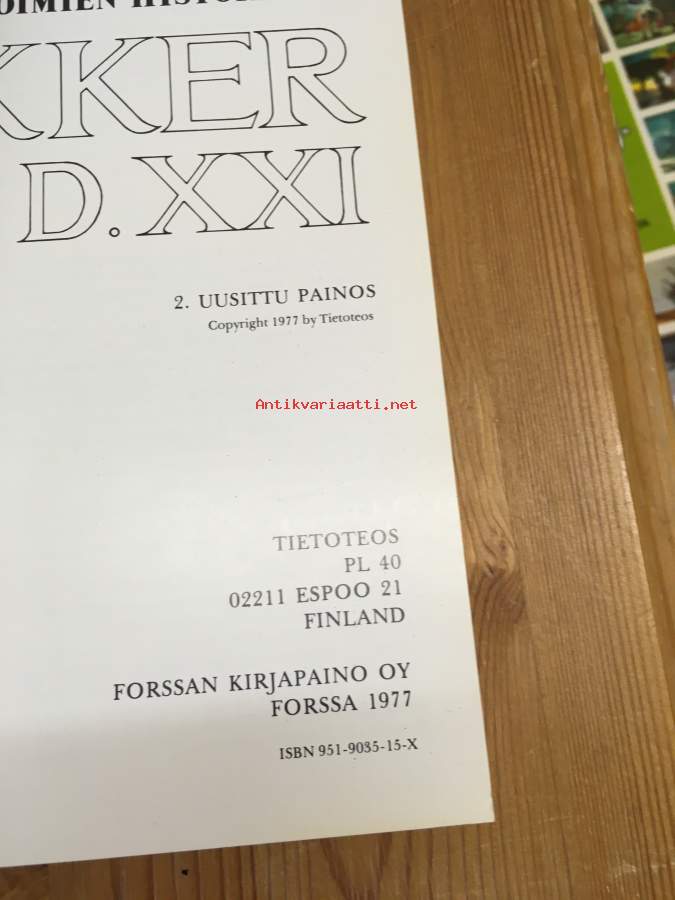 KKER
D.XXI
2. UUSITTU PAINOS
Copyright 1977 by Tietoteos
Antikvariaatti.net
TIETOTEOS
PL 40
02211 ESPOO 21
FINLAND
FORSSAN KIRJAPAINO OY
FORSSA 1977
ISBN 951-9035-15-X